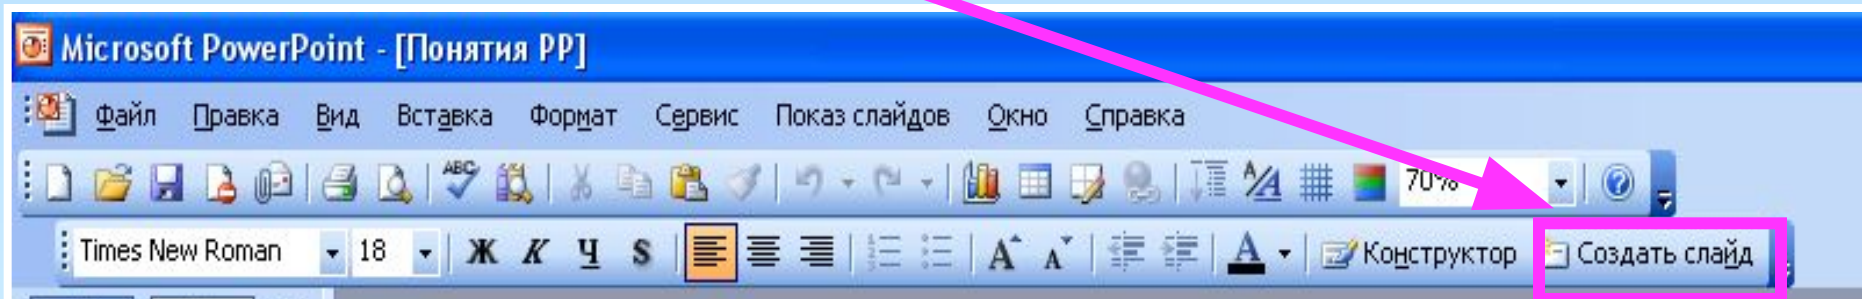 Microsoft PowerPoint - [Понятия PP]
Файл Правка Вид Вставка Формат Сервис Показ слайдов Окно Справка
ABC A/A 70%
Times New Roman 18 Ж К Ч S A A A Конструктор Создать слайд